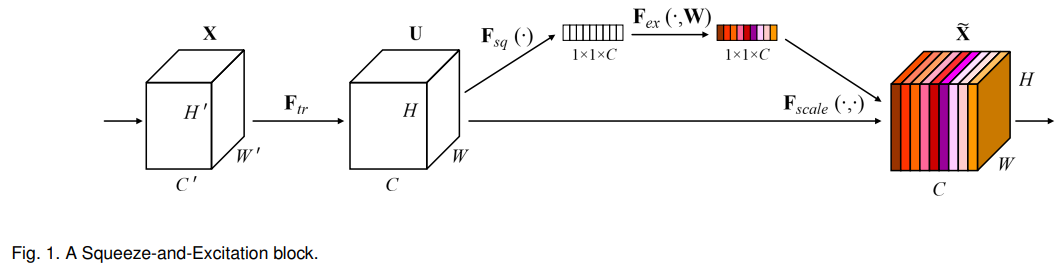 X
U
F_sq (·)
F_ex (·,W)
1×1×C
1×1×C
X̃
H′
F_tr
H
F_scale (·,·)
H
W′
W
W
C′
C
C
Fig. 1. A Squeeze-and-Excitation block.